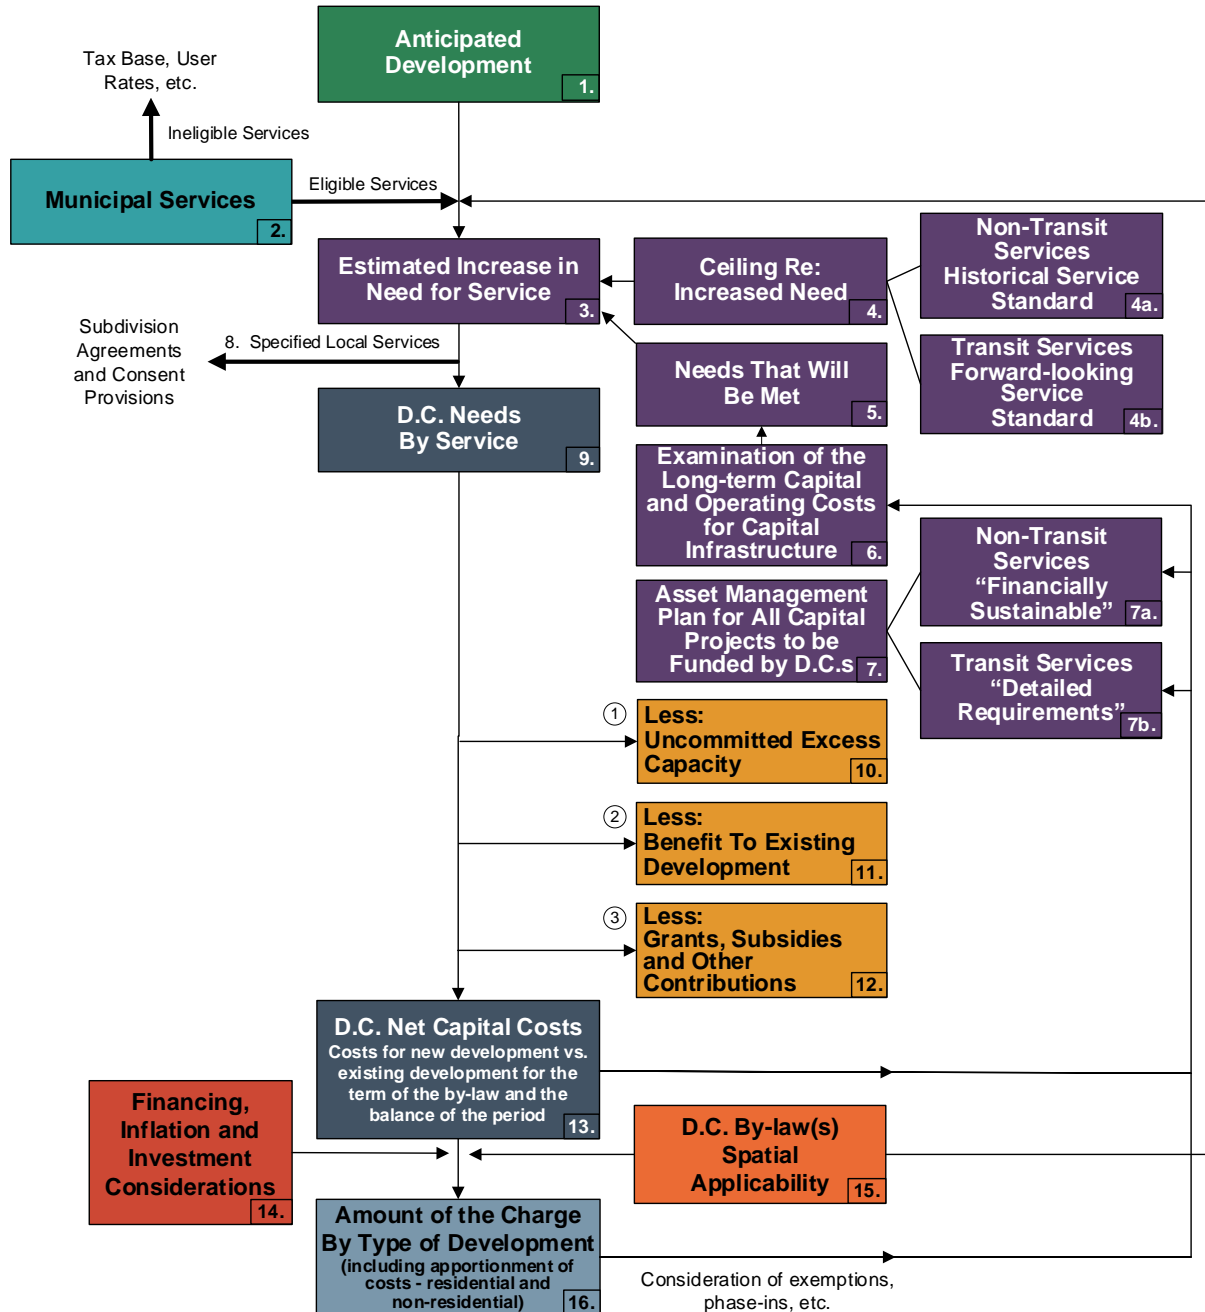 Anticipated
Development
1.
Tax Base, User
Rates, etc.
Ineligible Services
Municipal Services
2.
Eligible Services
Estimated Increase in
Need for Service
3.
Ceiling Re:
Increased Need
4.
Non-Transit
Services
Historical Service
Standard
4a.
Transit Services
Forward-looking
Service
Standard
4b.
Subdivision
Agreements
and Consent
Provisions
8. Specified Local Services
Needs That Will
Be Met
5.
D.C. Needs
By Service
9.
Examination of the
Long-term Capital
and Operating Costs
for Capital
Infrastructure
6.
Non-Transit
Services
“Financially
Sustainable”
7a.
Asset Management
Plan for All Capital
Projects to be
Funded by D.C.s
7.
Transit Services
“Detailed
Requirements”
7b.
1
Less:
Uncommitted Excess
Capacity
10.
2
Less:
Benefit To Existing
Development
11.
3
Less:
Grants, Subsidies
and Other
Contributions
12.
D.C. Net Capital Costs
Costs for new development vs.
existing development for the
term of the by-law and the
balance of the period
13.
Financing,
Inflation and
Investment
Considerations
14.
D.C. By-law(s)
Spatial
Applicability
15.
Amount of the Charge
By Type of Development
(including apportionment of
costs - residential and
non-residential)
16.
Consideration of exemptions,
phase-ins, etc.